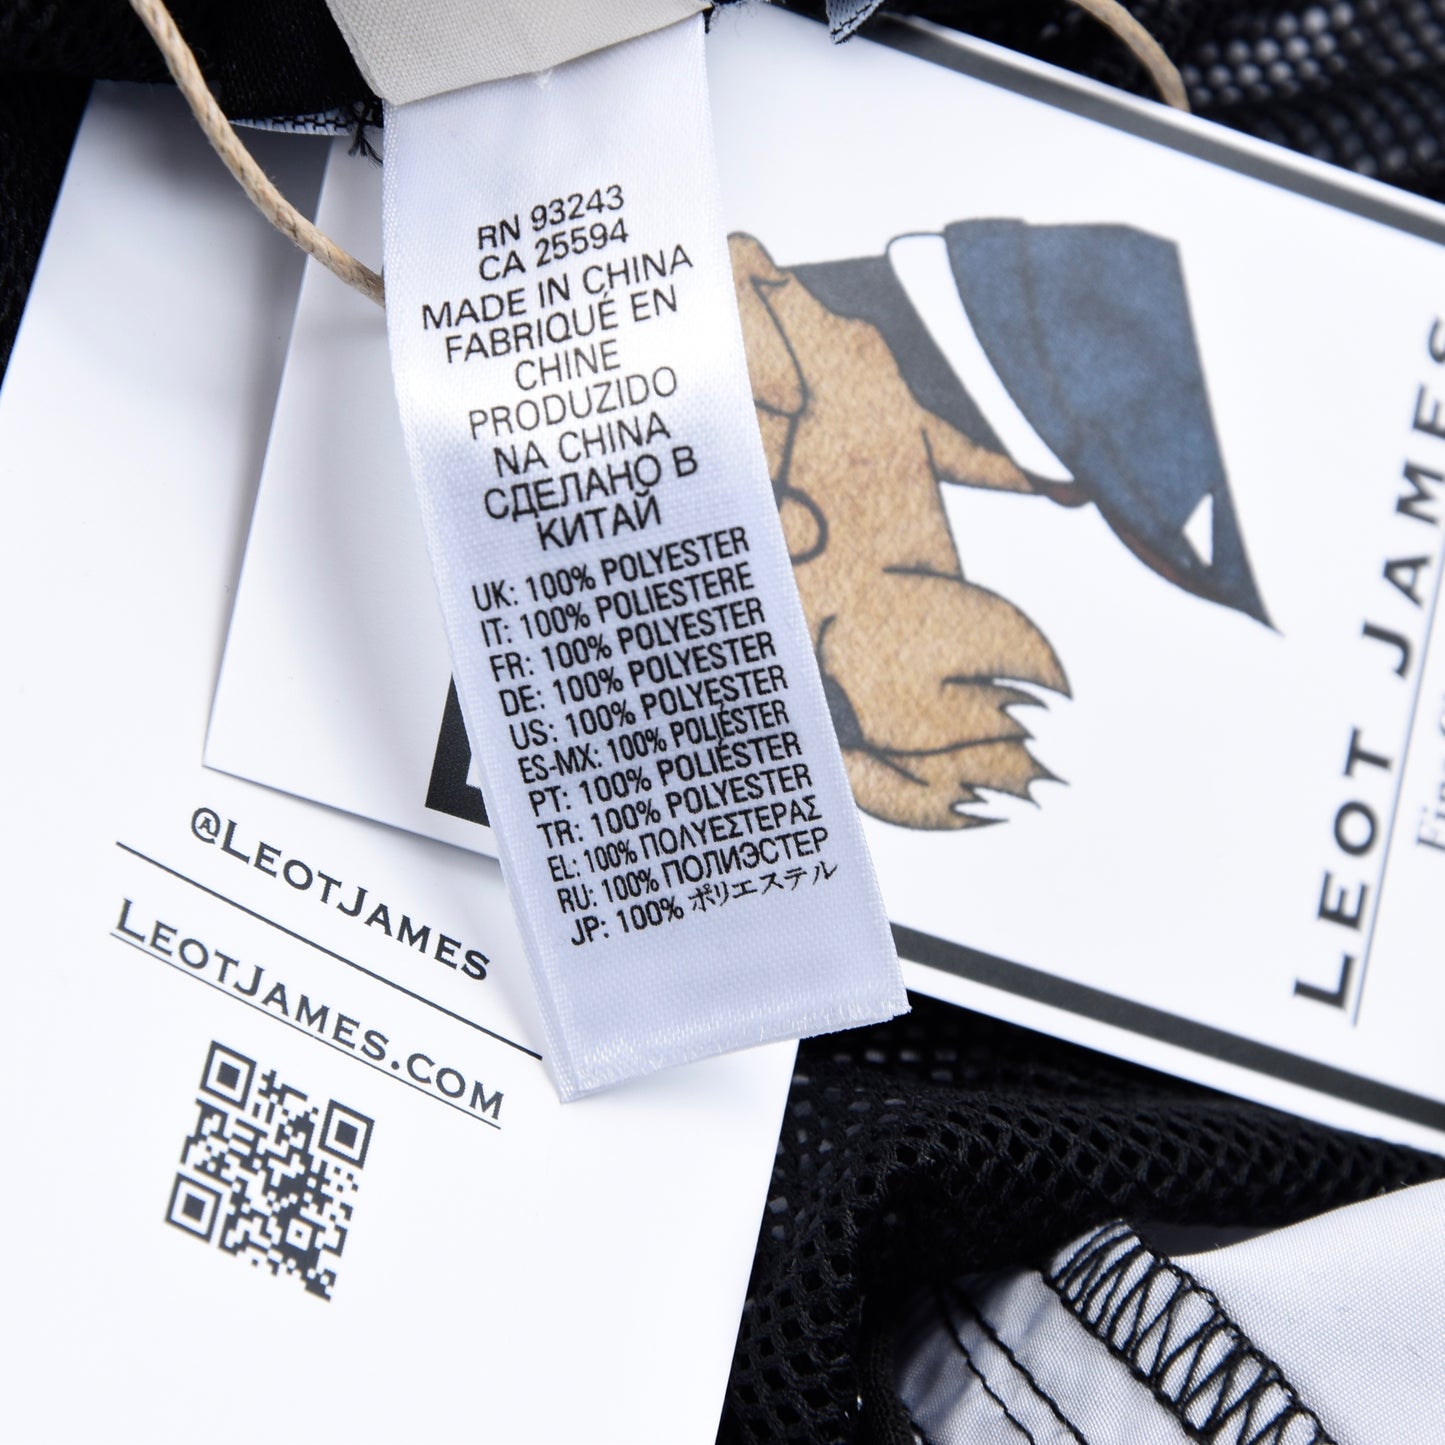 RN 93243
CA 25594
MADE IN CHINA
FABRIQUÉ EN
CHINE
PRODUZIDO
NA CHINA
СДЕЛАНО В
КИТАЙ
UK: 100% POLYESTER
IT: 100% POLIESTERE
FR: 100% POLYESTER
DE: 100% POLYESTER
US: 100% POLYESTER
ES-MX: 100% POLIÉSTER
PT: 100% POLIÉSTER
TR: 100% POLYESTER
EL: 100% ΠΟΛΥΕΣΤΕΡΑΣ
RU: 100% ПОЛИЭСТЕР
JP: 100% ポリエステル
@LEOTJAMES
LEOTJAMES.COM
LEOT JAMES